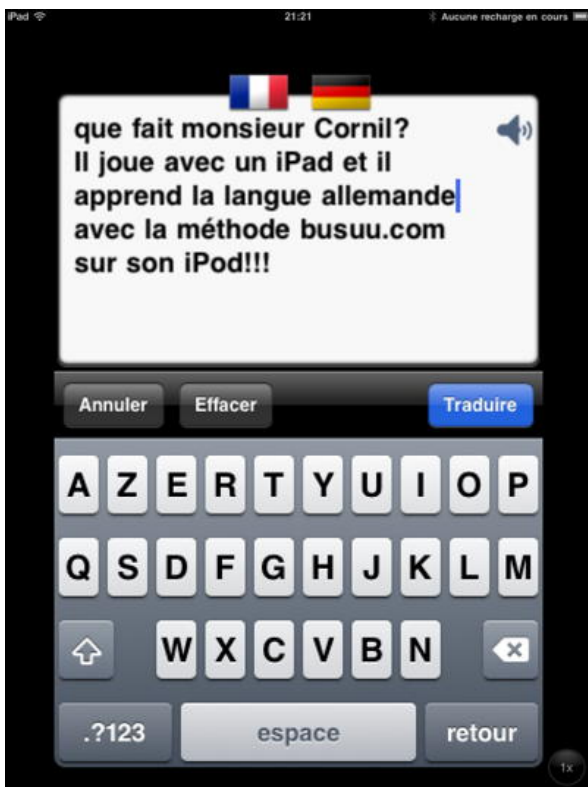 iPad 21:21 Aucune recharge en cours
que fait monsieur Cornil?
Il joue avec un iPad et il
apprend la langue allemande
avec la méthode busuu.com
sur son iPod!!!
Annuler Effacer Traduire
A Z E R T Y U I O P
Q S D F G H J K L M
W X C V B N
.?123 espace retour
1x